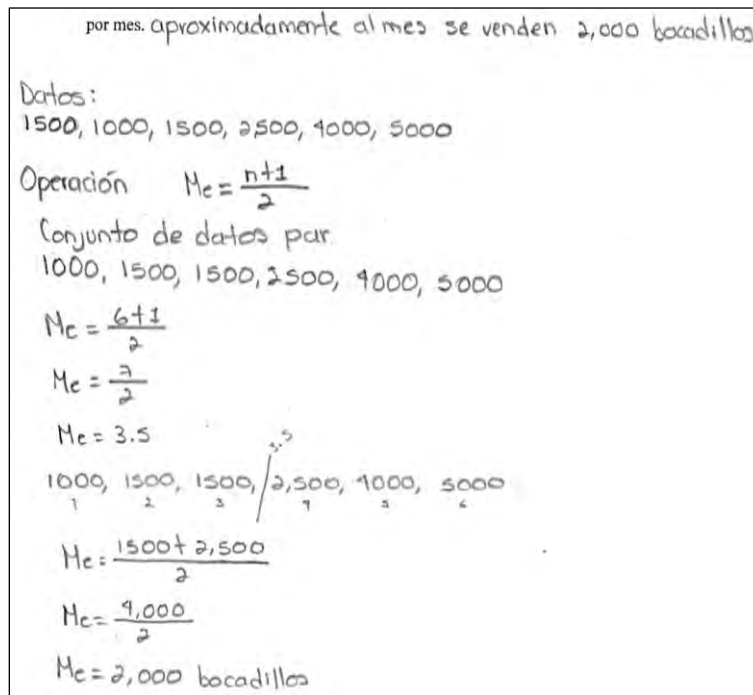 por mes. aproximadamente al mes se venden 2,000 bocadillos
Datos:
1500, 1000, 1500, 2500, 4000, 5000
Operación Me = n+1/2
Conjunto de datos par
1000, 1500, 1500, 2500, 4000, 5000
Me = 6+1/2
Me = 7/2
Me = 3.5
3.5
1000, 1500, 1500, / 2,500, 4000, 5000
1 2 3 4 5 6
Me = 1500 + 2,500/2
Me = 4,000/2
Me = 2,000 bocadillos